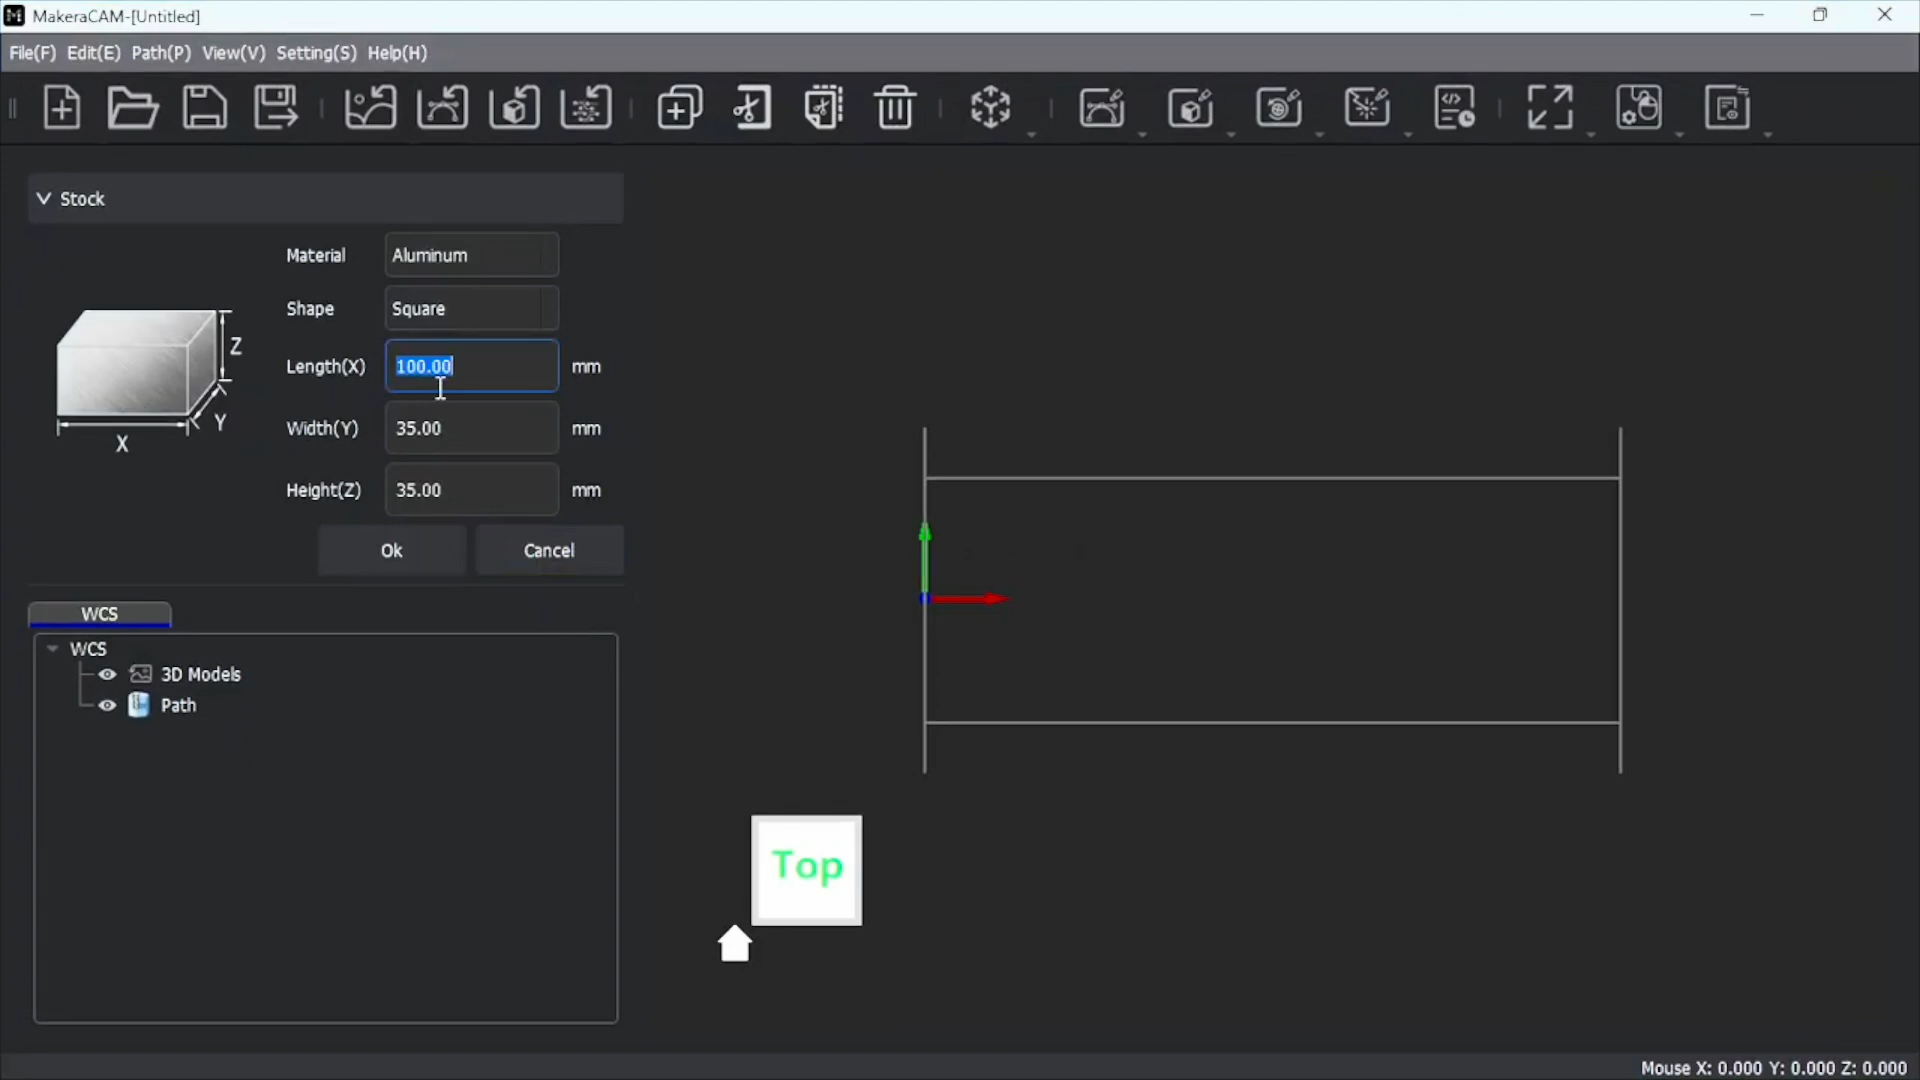 MakeraCAM-[Untitled]
File(F) Edit(E) Path(P) View(V) Setting(S) Help(H)
Stock
Material Aluminum
Shape Square
Length(X) 100.00 mm
Width(Y) 35.00 mm
Height(Z) 35.00 mm
Z
Y
X
Ok Cancel
WCS
WCS
3D Models
Path
Top
Mouse X: 0.000 Y: 0.000 Z: 0.000